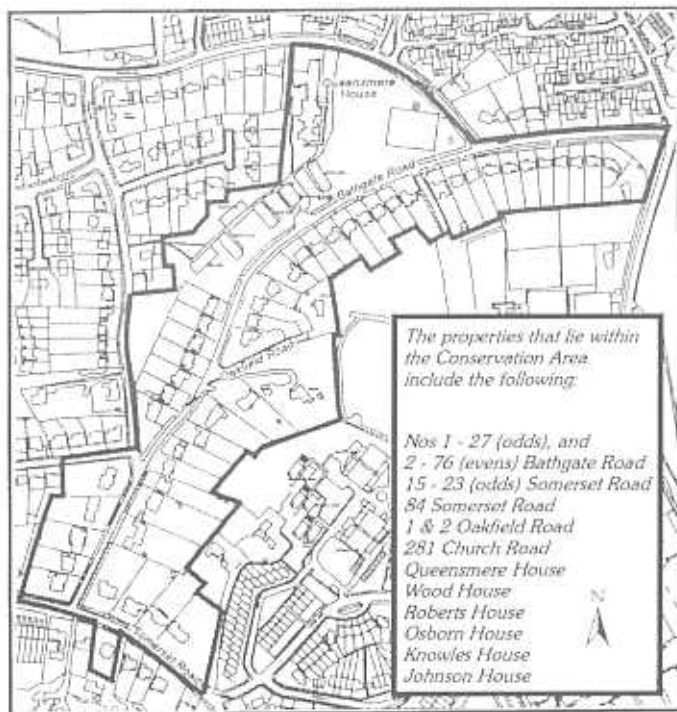 Queensmere
House
Bathgate Road
Oakfield Road
Somerset Road
The properties that lie within
the Conservation Area
include the following:
Nos 1 - 27 (odds), and
2 - 76 (evens) Bathgate Road
15 - 23 (odds) Somerset Road
84 Somerset Road
1 & 2 Oakfield Road
281 Church Road
Queensmere House
Wood House
Roberts House
Osborn House
Knowles House
Johnson House
N